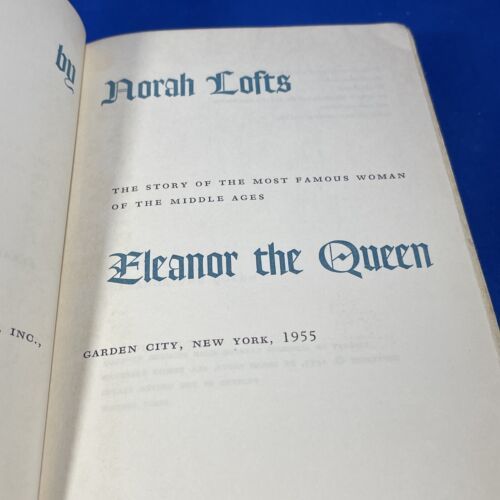 by Norah Lofts
THE STORY OF THE MOST FAMOUS WOMAN
OF THE MIDDLE AGES
Eleanor the Queen
, INC.,
GARDEN CITY, NEW YORK, 1955